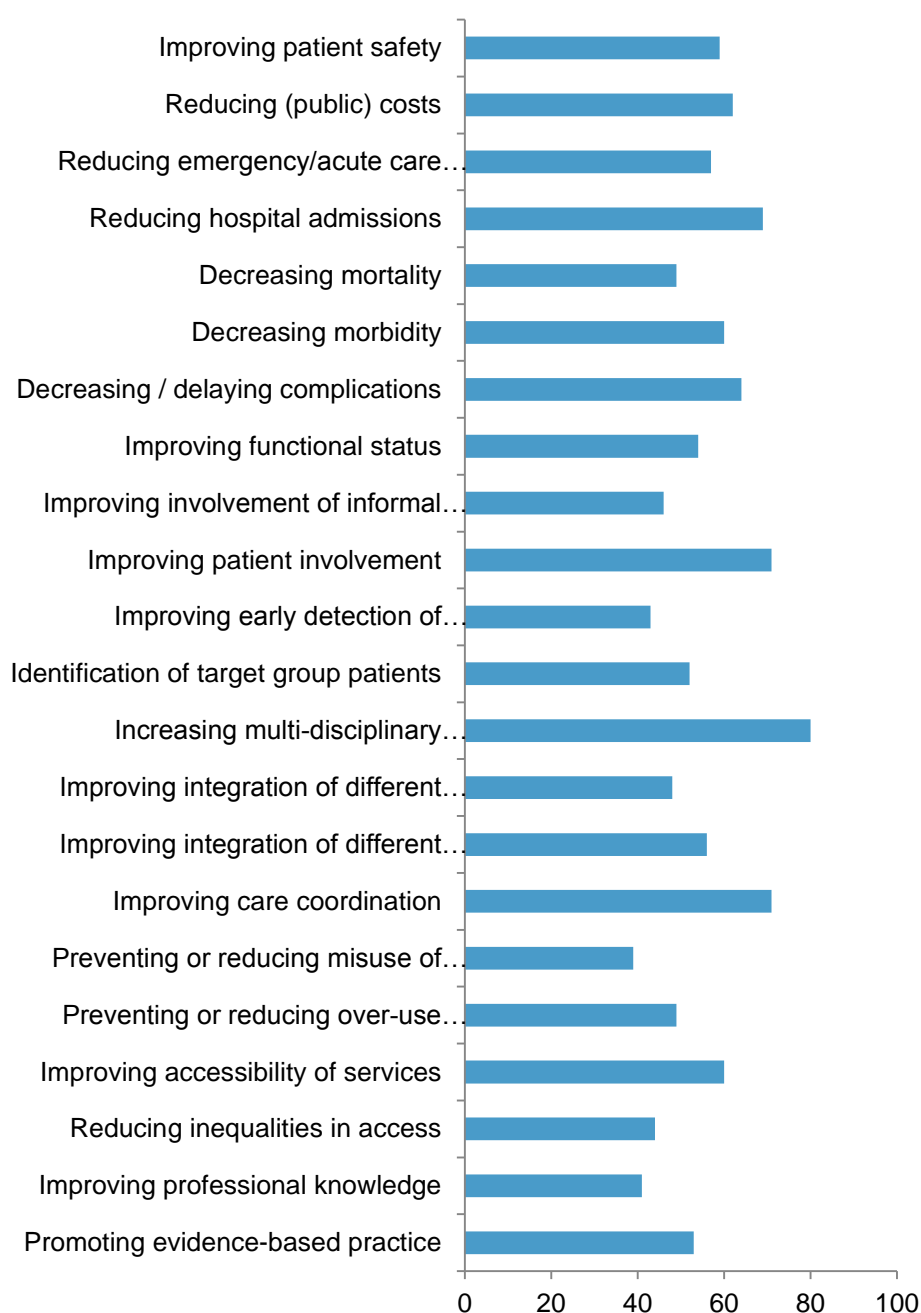 Improving patient safety
Reducing (public) costs
Reducing emergency/acute care…
Reducing hospital admissions
Decreasing mortality
Decreasing morbidity
Decreasing / delaying complications
Improving functional status
Improving involvement of informal…
Improving patient involvement
Improving early detection of…
Identification of target group patients
Increasing multi-disciplinary…
Improving integration of different…
Improving integration of different…
Improving care coordination
Preventing or reducing misuse of…
Preventing or reducing over-use…
Improving accessibility of services
Reducing inequalities in access
Improving professional knowledge
Promoting evidence-based practice
0 20 40 60 80 100